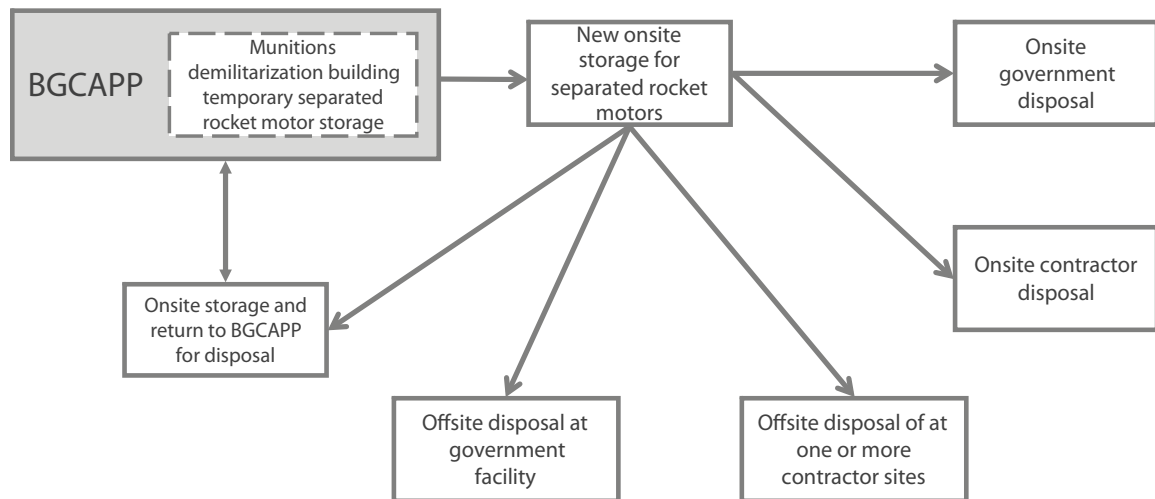 BGCAPP
Munitions
demilitarization building
temporary separated
rocket motor storage
New onsite
storage for
separated rocket
motors
Onsite
government
disposal
Onsite contractor
disposal
Onsite storage and
return to BGCAPP
for disposal
Offsite disposal at
government
facility
Offsite disposal of at
one or more
contractor sites